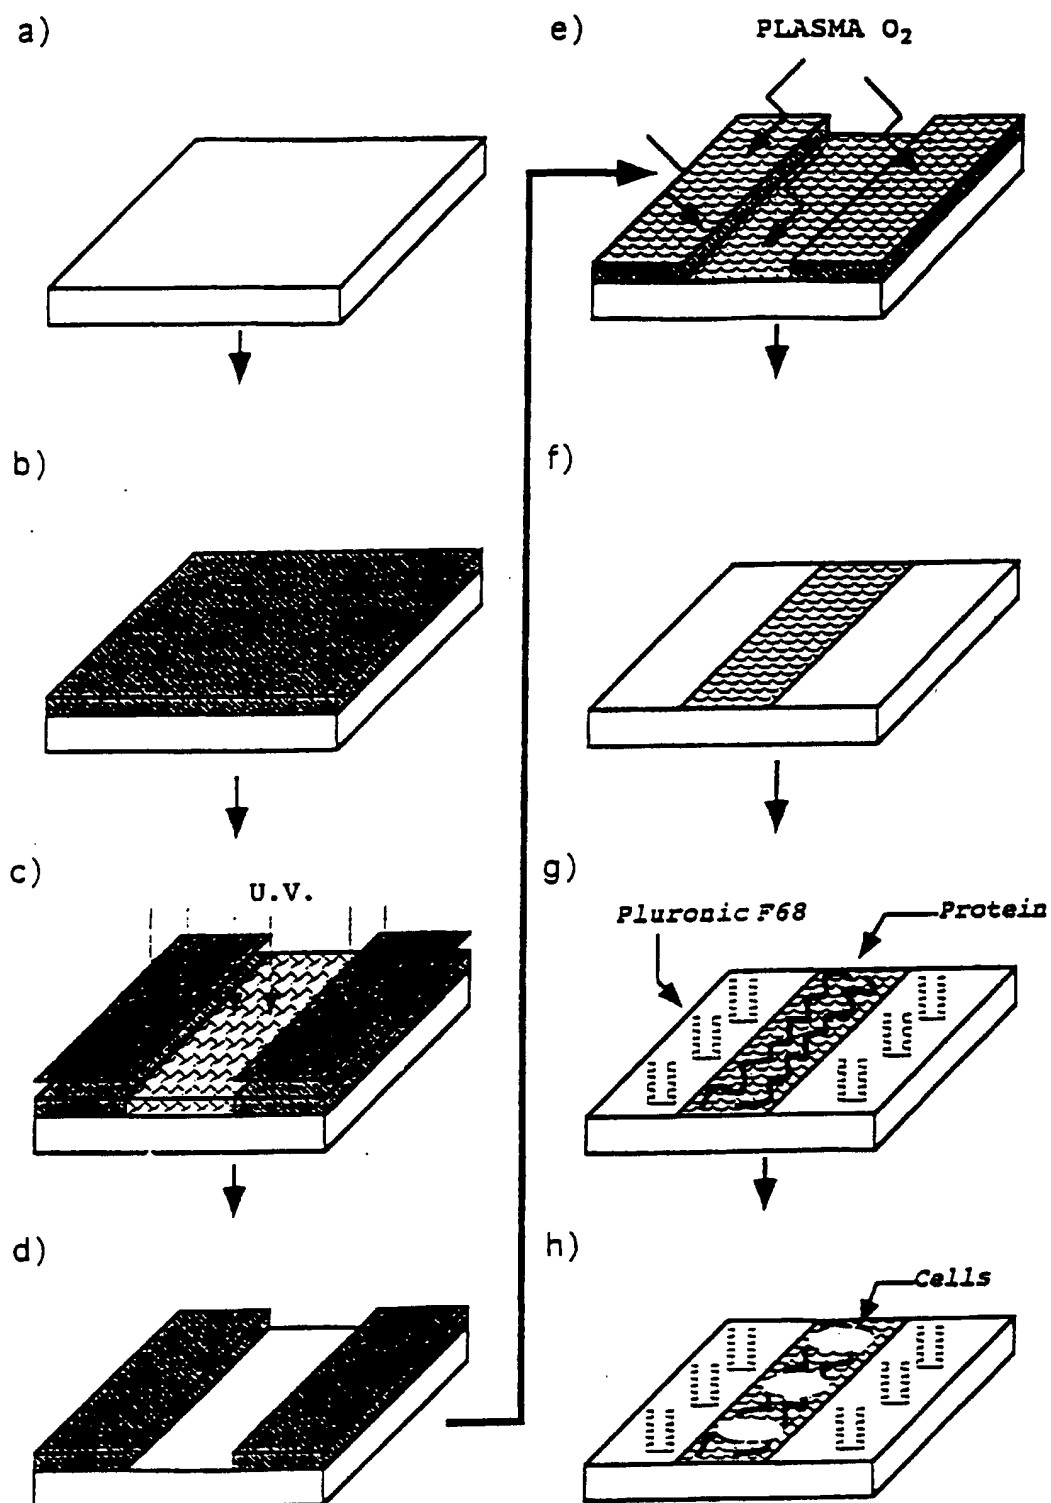 a)
b)
c)
U.V.
d)
e)
PLASMA O₂
f)
g)
Pluronic F68
Protein
h)
Cells